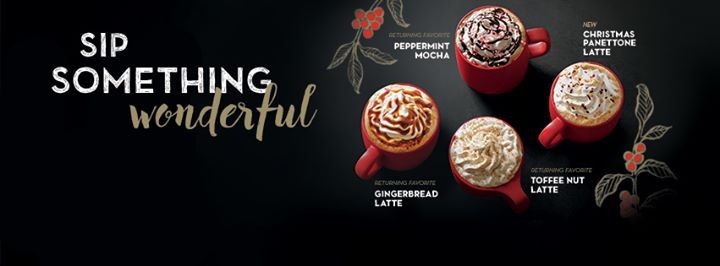 SIP
SOMETHING
wonderful
RETURNING FAVORITE
PEPPERMINT
MOCHA
NEW
CHRISTMAS
PANETTONE
LATTE
RETURNING FAVORITE
GINGERBREAD
LATTE
RETURNING FAVORITE
TOFFEE NUT
LATTE